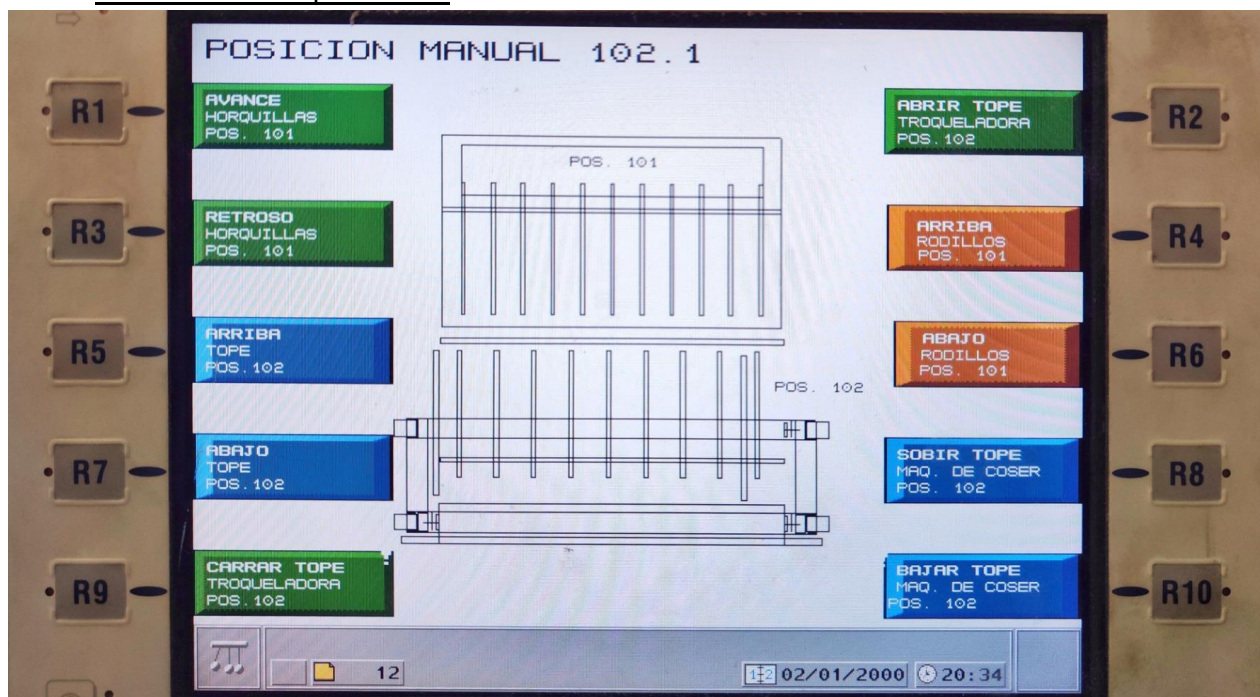 POSICION MANUAL 102.1
R1
AVANCE
HORQUILLAS
POS. 101
ABRIR TOPE
TROQUELADORA
POS.102
R2
R3
RETROSO
HORQUILLAS
POS. 101
POS. 101
ARRIBA
RODILLOS
POS. 101
R4
R5
ARRIBA
TOPE
POS.102
ABAJO
RODILLOS
POS. 101
R6
POS. 102
R7
ABAJO
TOPE
POS.102
SOBIR TOPE
MAQ. DE COSER
POS. 102
R8
R9
CARRAR TOPE
TROQUELADORA
POS.102
BAJAR TOPE
MAQ. DE COSER
POS. 102
R10
12
1 2 02/01/2000 20:34